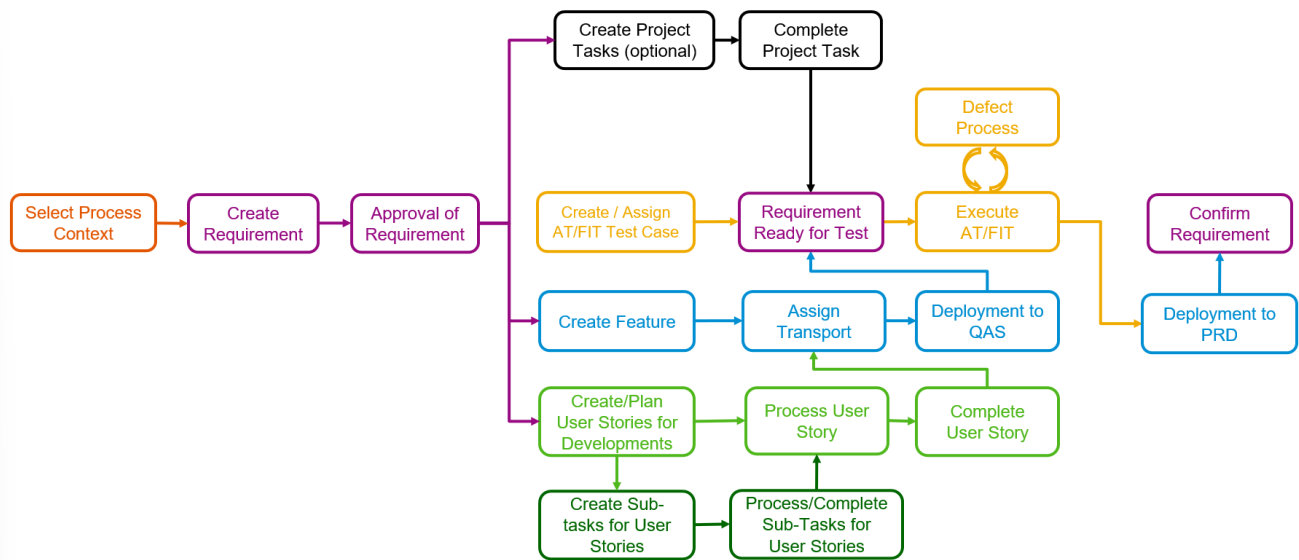 Create Project
Tasks (optional)
Complete
Project Task
Defect
Process
Select Process
Context
Create
Requirement
Approval of
Requirement
Create / Assign
AT/FIT Test Case
Requirement
Ready for Test
Execute
AT/FIT
Confirm
Requirement
Create Feature
Assign
Transport
Deployment to
QAS
Deployment to
PRD
Create/Plan
User Stories for
Developments
Process User
Story
Complete
User Story
Create Sub-
tasks for User
Stories
Process/Complete
Sub-Tasks for
User Stories